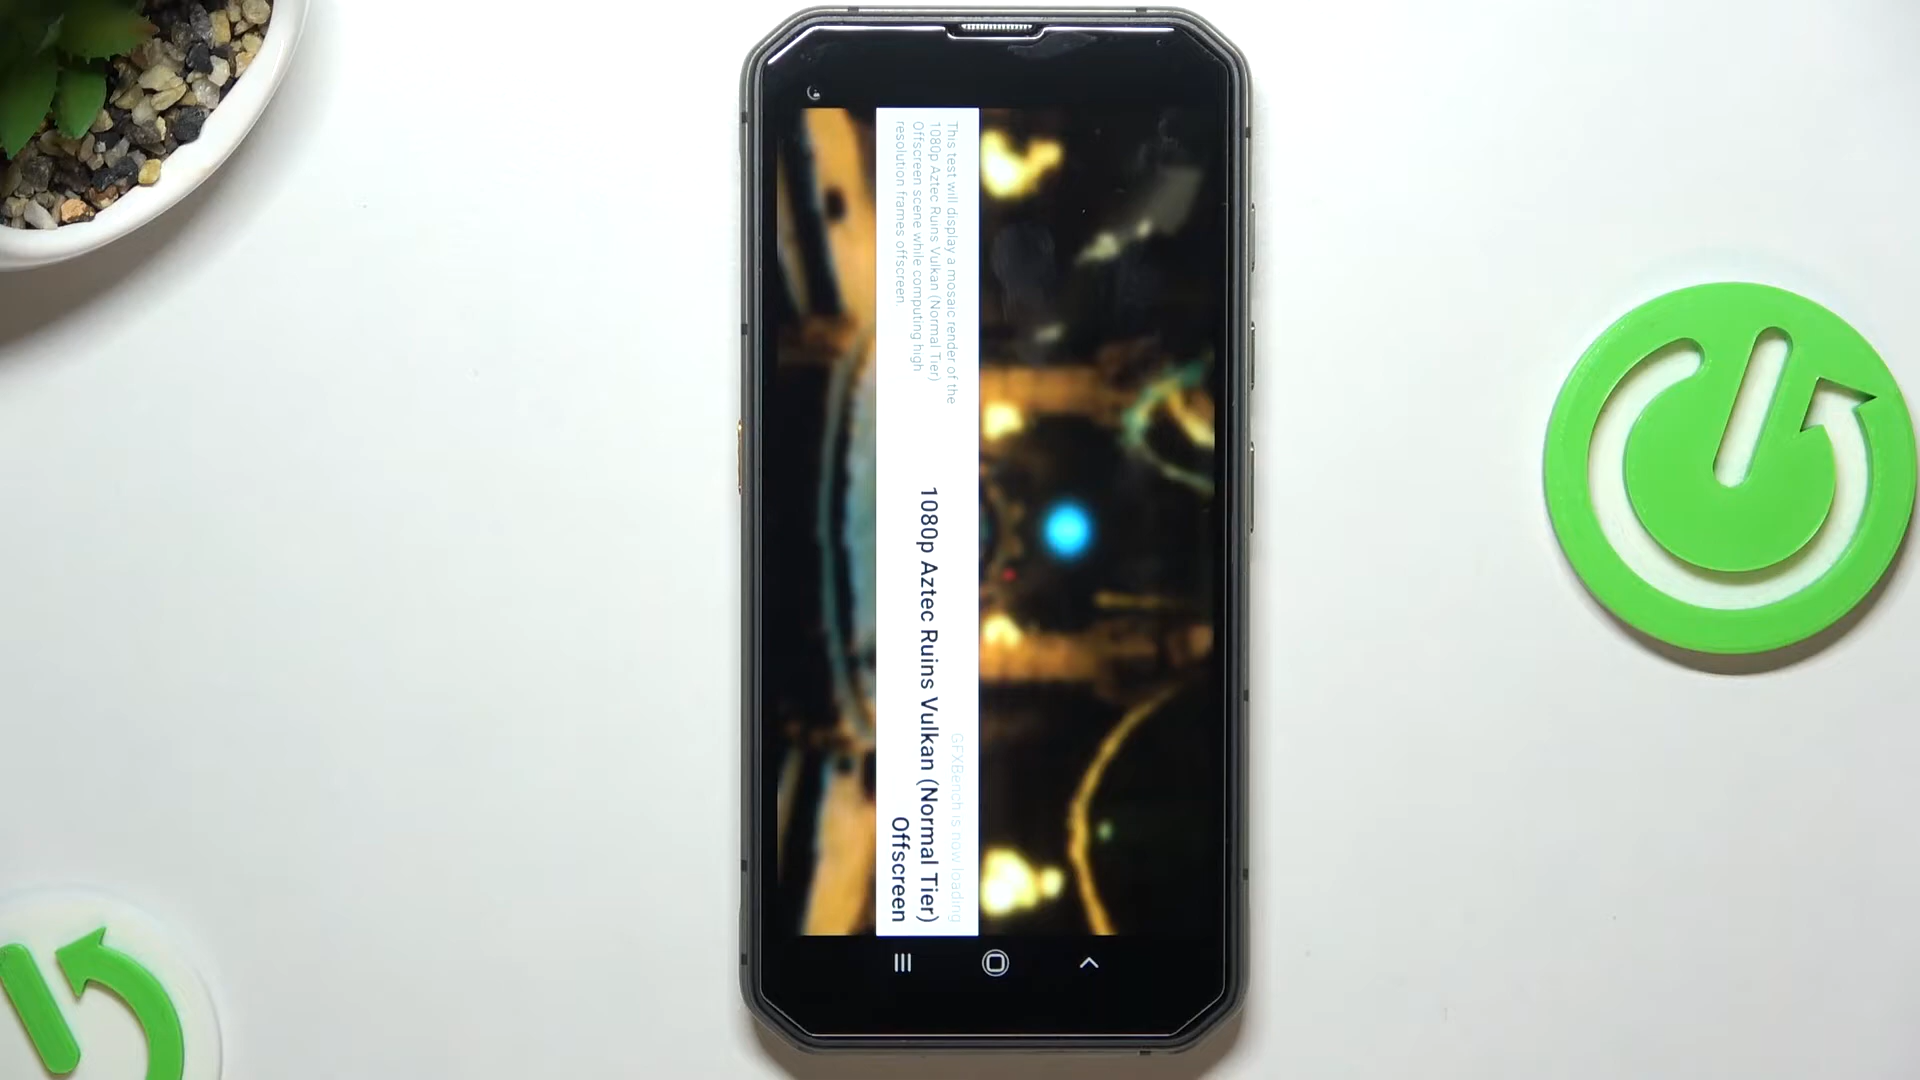 GFXBench is now loading
1080p Aztec Ruins Vulkan (Normal Tier)
Offscreen
This test will display a mosaic render of the
1080p Aztec Ruins Vulkan (Normal Tier)
Offscreen scene while computing high
resolution frames offscreen.